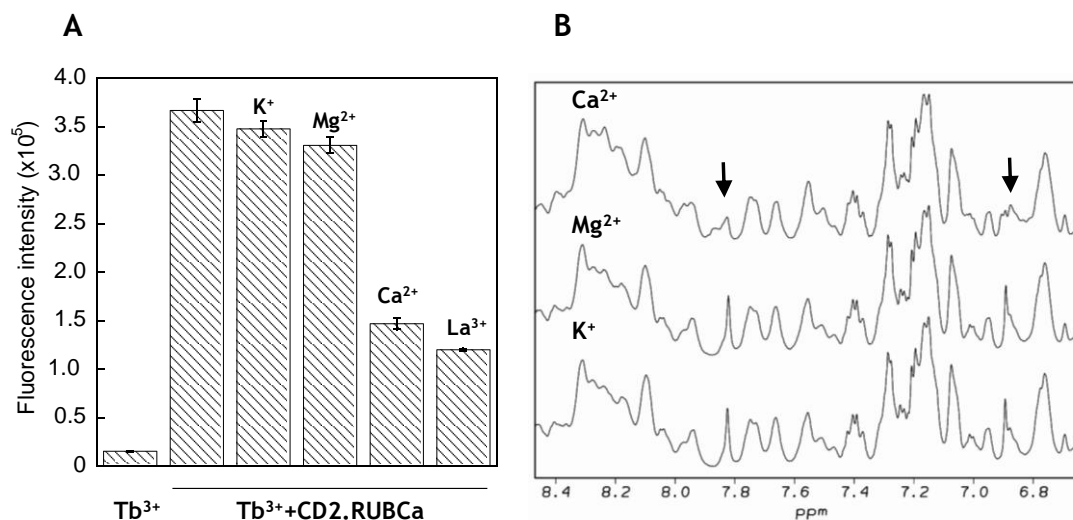 A
Fluorescence intensity (x10⁵)
4.0
3.5
3.0
2.5
2.0
1.5
1.0
0.5
0
K⁺
Mg²⁺
Ca²⁺
La³⁺
Tb³⁺
Tb³⁺+CD2.RUBCa
B
Ca²⁺
Mg²⁺
K⁺
8.4 8.2 8.0 7.8 7.6 7.4 7.2 7.0 6.8
ppm